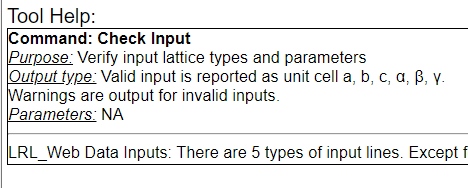 Tool Help:
Command: Check Input
Purpose: Verify input lattice types and parameters
Output type: Valid input is reported as unit cell a, b, c, α, β, γ.
Warnings are output for invalid inputs.
Parameters: NA
LRL_Web Data Inputs: There are 5 types of input lines. Except f